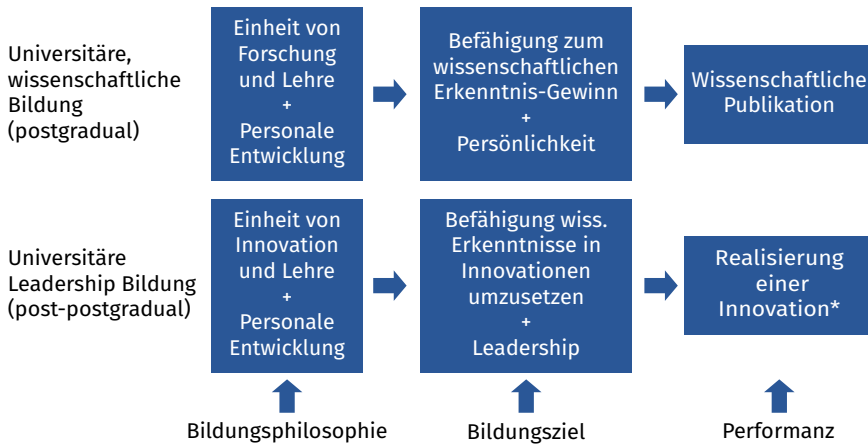 Universitäre,
wissenschaftliche
Bildung
(postgradual)
Einheit von
Forschung
und Lehre
+
Personale
Entwicklung
Befähigung zum
wissenschaftlichen
Erkenntnis-Gewinn
+
Persönlichkeit
Wissenschaftliche
Publikation
Universitäre
Leadership Bildung
(post-postgradual)
Einheit von
Innovation
und Lehre
+
Personale
Entwicklung
Befähigung wiss.
Erkenntnisse in
Innovationen
umzusetzen
+
Leadership
Realisierung
einer
Innovation*
Bildungsphilosophie
Bildungsziel
Performanz